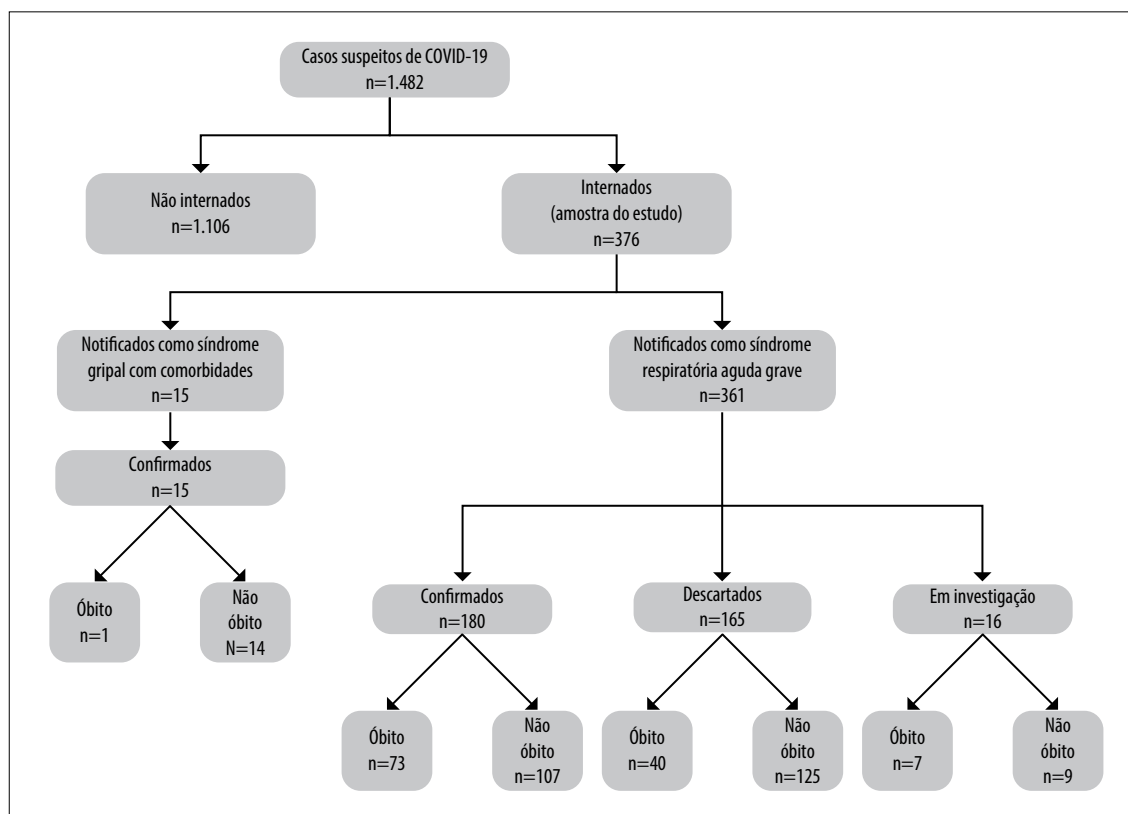 Casos suspeitos de COVID-19
n=1.482
Não internados
n=1.106
Internados
(amostra do estudo)
n=376
Notificados como síndrome
gripal com comorbidades
n=15
Notificados como síndrome
respiratória aguda grave
n=361
Confirmados
n=15
Óbito
n=1
Não
óbito
N=14
Confirmados
n=180
Descartados
n=165
Em investigação
n=16
Óbito
n=73
Não
óbito
n=107
Óbito
n=40
Não
óbito
n=125
Óbito
n=7
Não
óbito
n=9